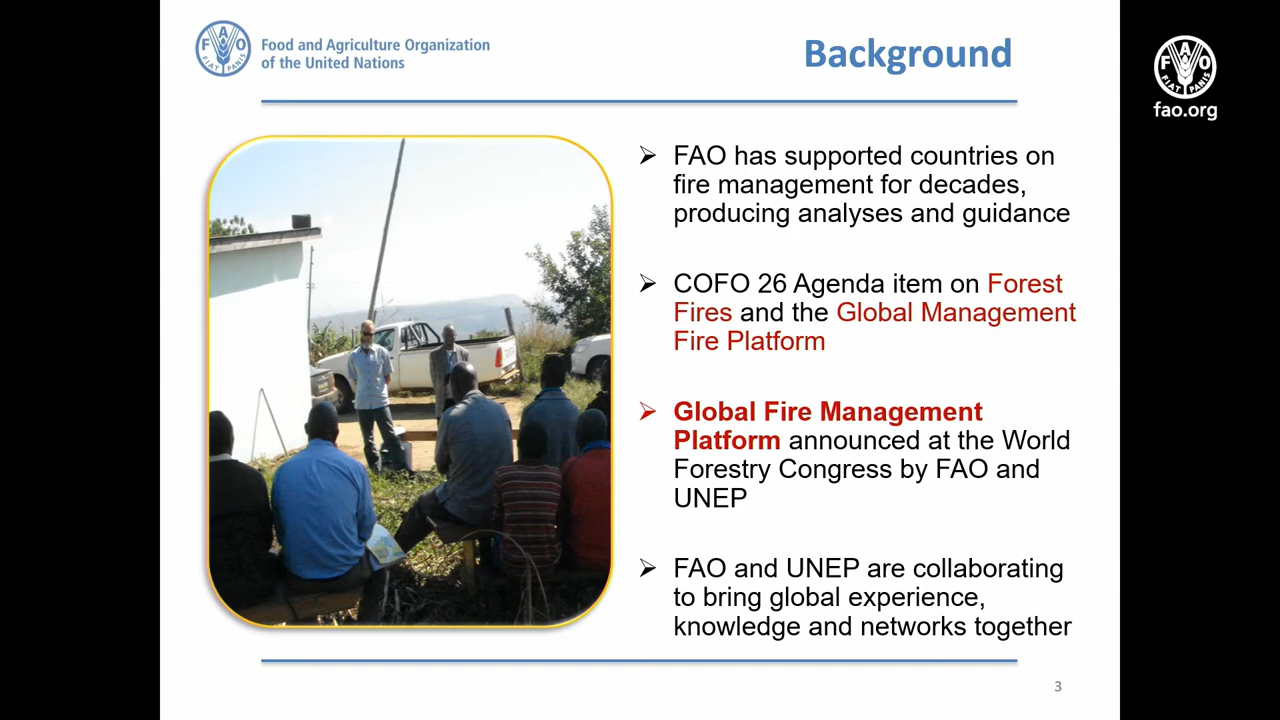 Food and Agriculture Organization
of the United Nations
Background
FAO
FIAT PANIS
fao.org
FAO has supported countries on
fire management for decades,
producing analyses and guidance
COFO 26 Agenda item on Forest
Fires and the Global Management
Fire Platform
Global Fire Management
Platform announced at the World
Forestry Congress by FAO and
UNEP
FAO and UNEP are collaborating
to bring global experience,
knowledge and networks together
3